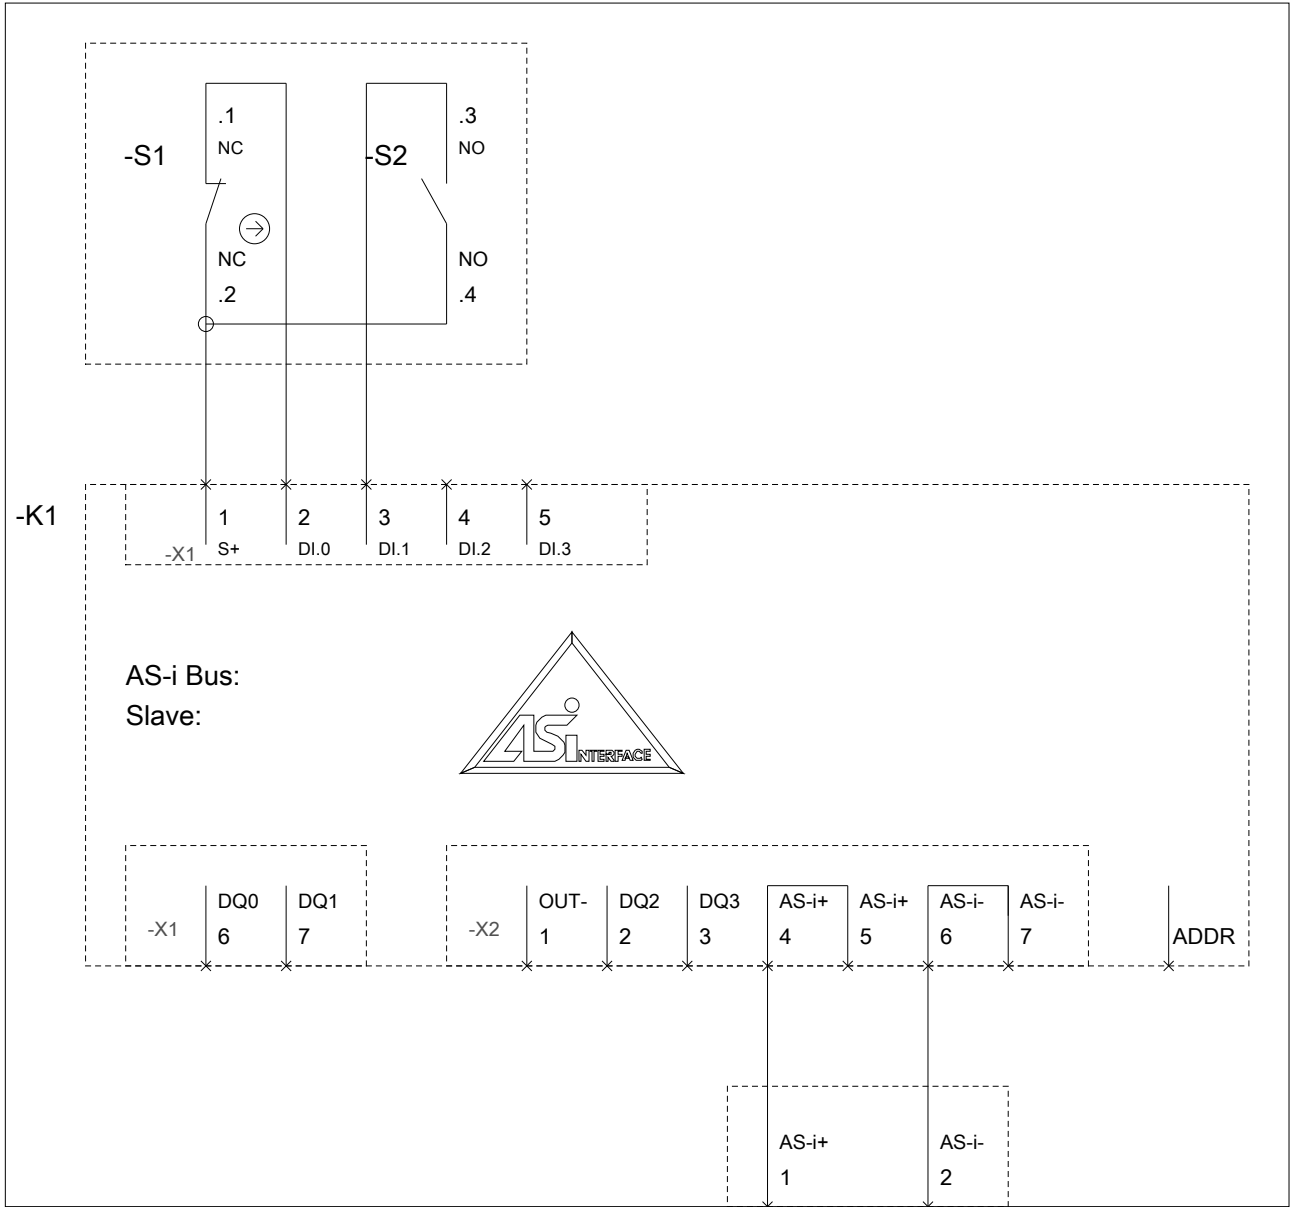 .1
.3
NC
NO
-S1
-S2
NC
NO
.2
.4
-K1
1 2 3 4 5
-X1 S+ DI.0 DI.1 DI.2 DI.3
AS-i Bus:
Slave:
ASi NTERFACE
DQ0 DQ1 OUT- DQ2 DQ3 AS-i+ AS-i+ AS-i- AS-i-
-X1 6 7 -X2 1 2 3 4 5 6 7 ADDR
AS-i+ AS-i-
1 2